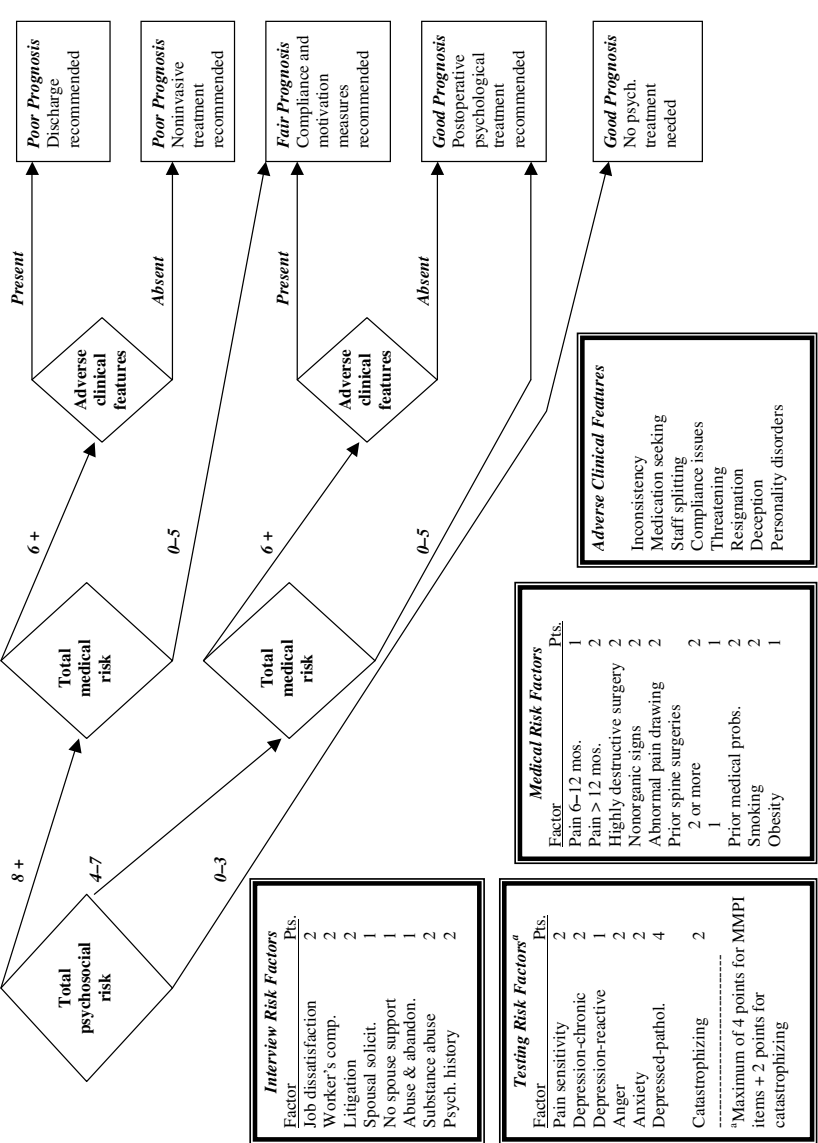 Total
psychosocial
risk
8 +
4–7
0–3
Total
medical
risk
6 +
0–5
Total
medical
risk
6 +
0–5
Adverse
clinical
features
Present
Absent
Adverse
clinical
features
Present
Absent
Poor Prognosis
Discharge
recommended
Poor Prognosis
Noninvasive
treatment
recommended
Fair Prognosis
Compliance and
motivation
measures
recommended
Good Prognosis
Postoperative
psychological
treatment
recommended
Good Prognosis
No psych.
treatment
needed
Interview Risk Factors
Factor Pts.
Job dissatisfaction 2
Worker's comp. 2
Litigation 2
Spousal solicit. 1
No spouse support 1
Abuse & abandon. 1
Substance abuse 2
Psych. history 2
Testing Risk Factorsᵃ
Factor Pts.
Pain sensitivity 2
Depression-chronic 2
Depression-reactive 1
Anger 2
Anxiety 2
Depressed-pathol. 4
Catastrophizing 2
ᵃMaximum of 4 points for MMPI
items + 2 points for
catastrophizing
Medical Risk Factors
Factor Pts.
Pain 6–12 mos. 1
Pain > 12 mos. 2
Highly destructive surgery 2
Nonorganic signs 2
Abnormal pain drawing 2
Prior spine surgeries
2 or more 2
1 1
Prior medical probs. 2
Smoking 2
Obesity 1
Adverse Clinical Features
Inconsistency
Medication seeking
Staff splitting
Compliance issues
Threatening
Resignation
Deception
Personality disorders